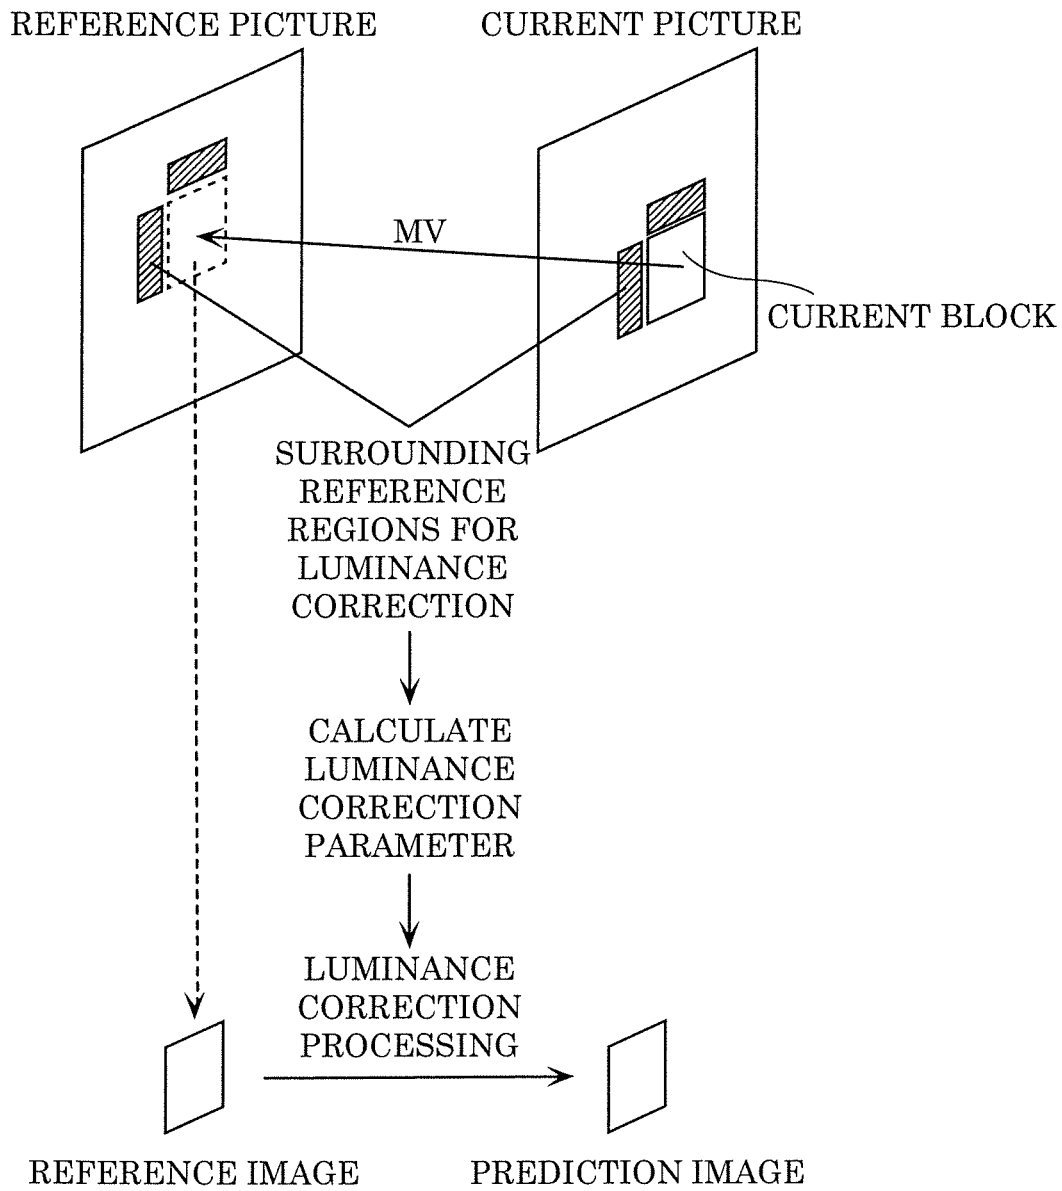 REFERENCE PICTURE
CURRENT PICTURE
MV
CURRENT BLOCK
SURROUNDING
REFERENCE
REGIONS FOR
LUMINANCE
CORRECTION
CALCULATE
LUMINANCE
CORRECTION
PARAMETER
LUMINANCE
CORRECTION
PROCESSING
REFERENCE IMAGE
PREDICTION IMAGE